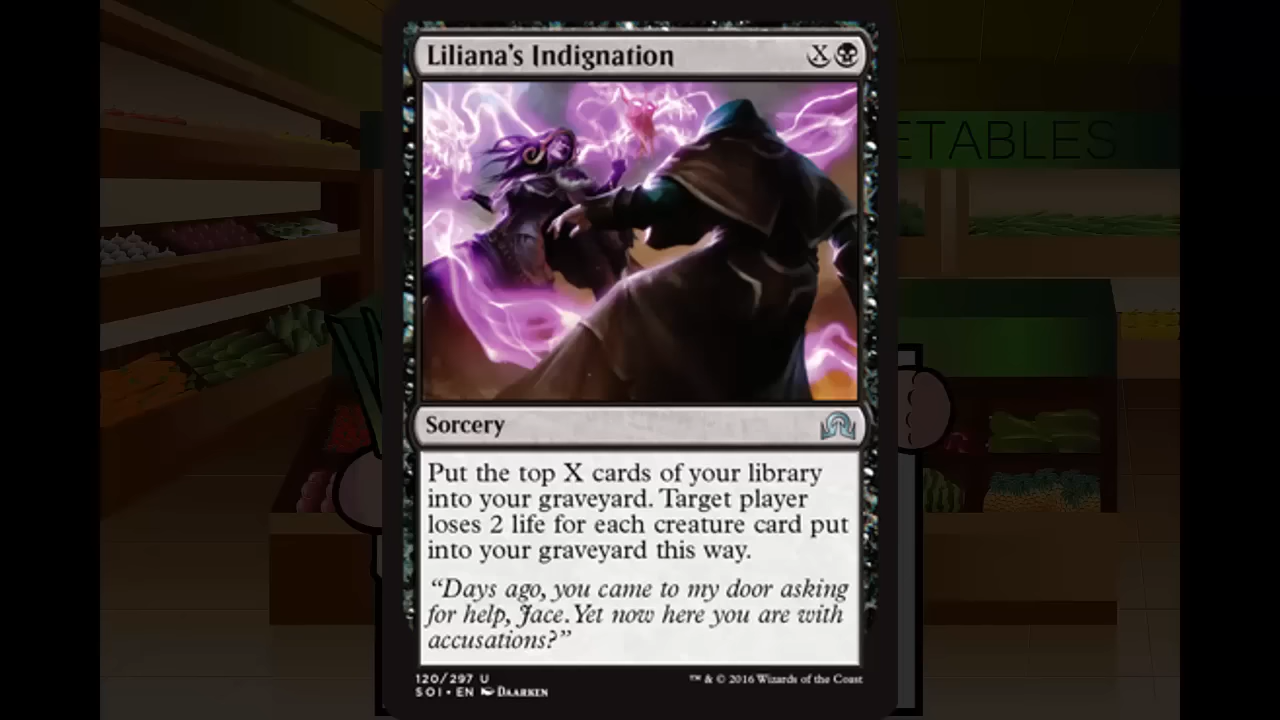 Liliana's Indignation X
ETABLES
Sorcery
Put the top X cards of your library
into your graveyard. Target player
loses 2 life for each creature card put
into your graveyard this way.
“Days ago, you came to my door asking
for help, Jace. Yet now here you are with
accusations?”
120/297 U
SOI • EN DAARKEN
™ & © 2016 Wizards of the Coast